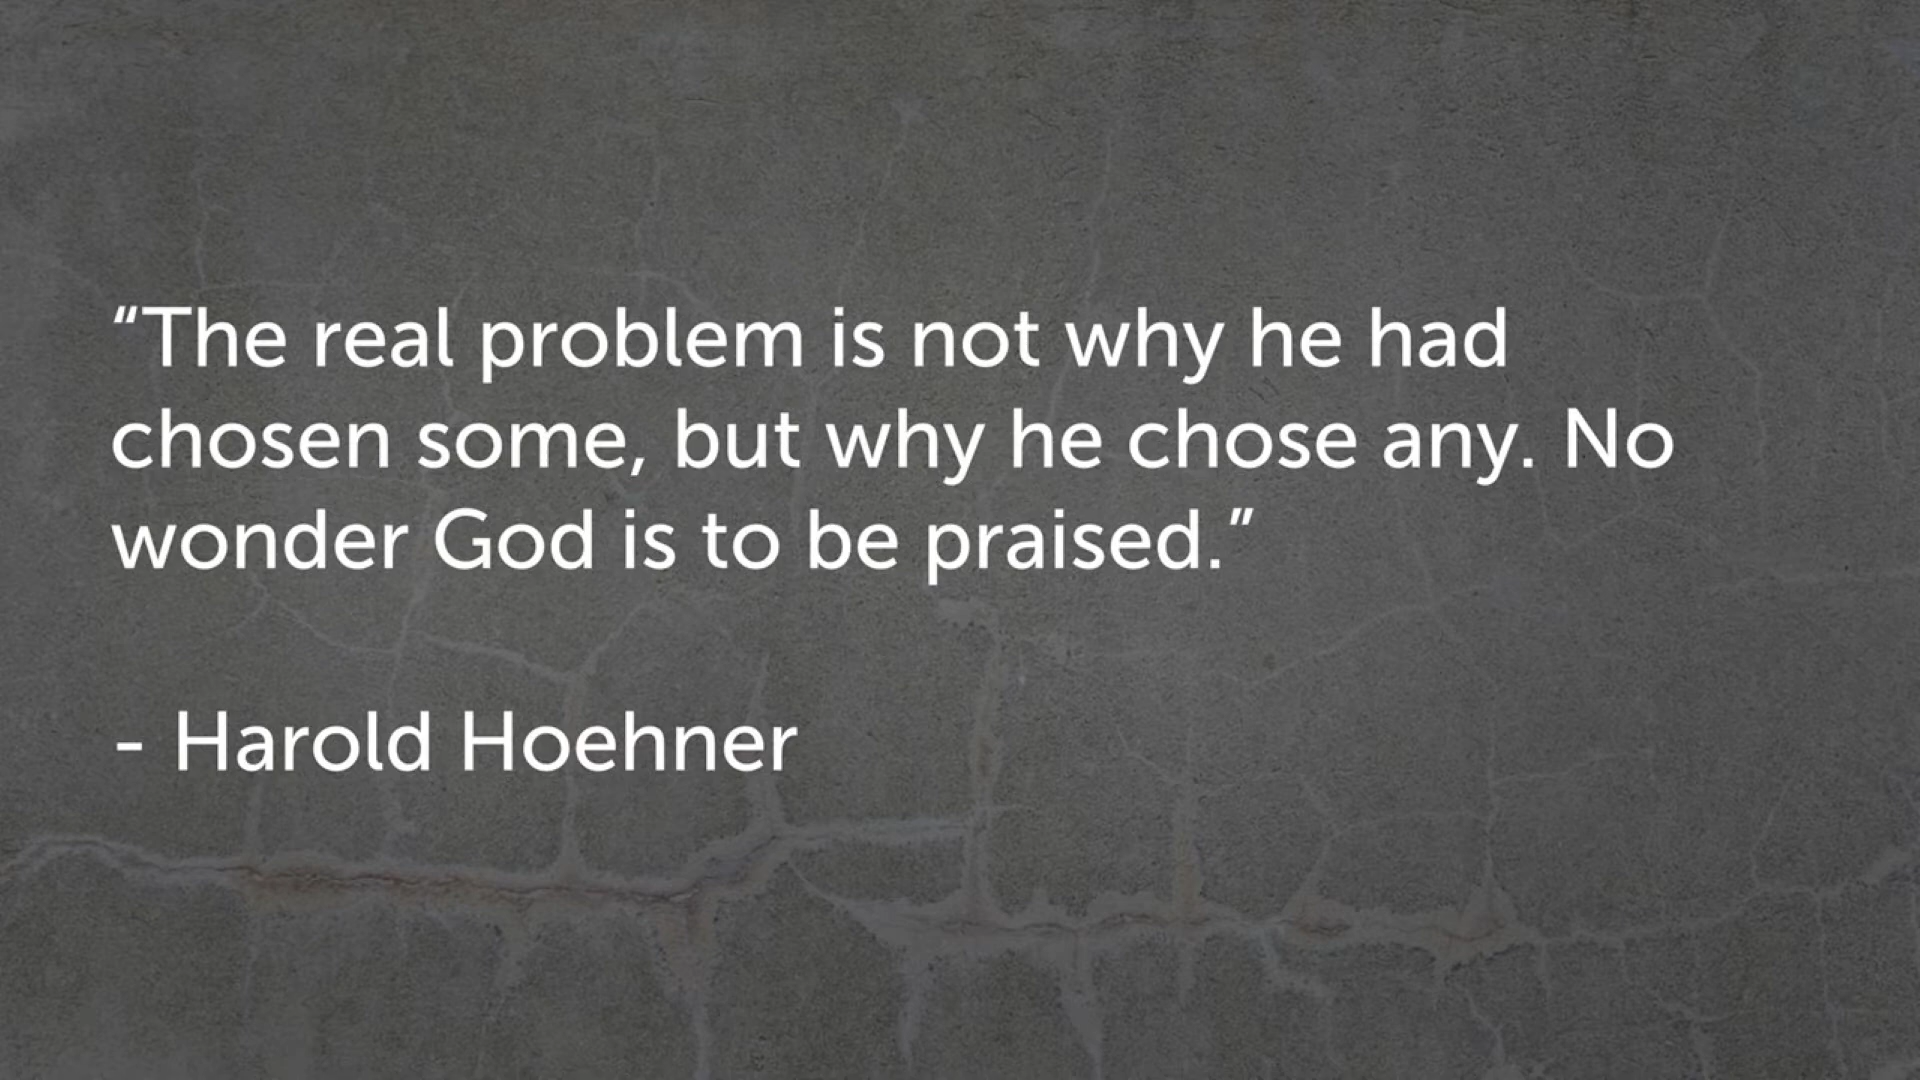 “The real problem is not why he had
chosen some, but why he chose any. No
wonder God is to be praised.”
- Harold Hoehner